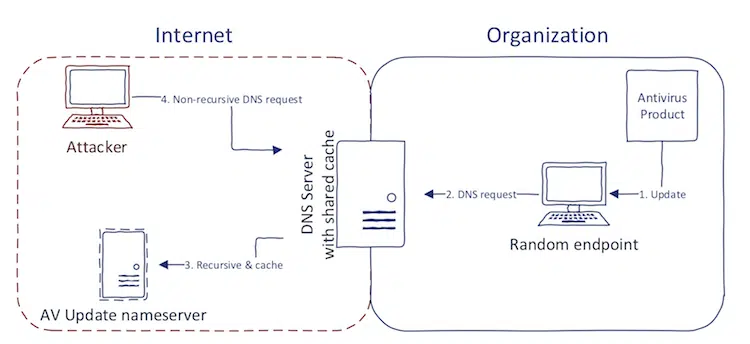 Internet
Organization
4. Non-recursive DNS request
Attacker
Antivirus
Product
DNS Server
with shared cache
2. DNS request
1. Update
Random endpoint
3. Recursive & cache
AV Update nameserver